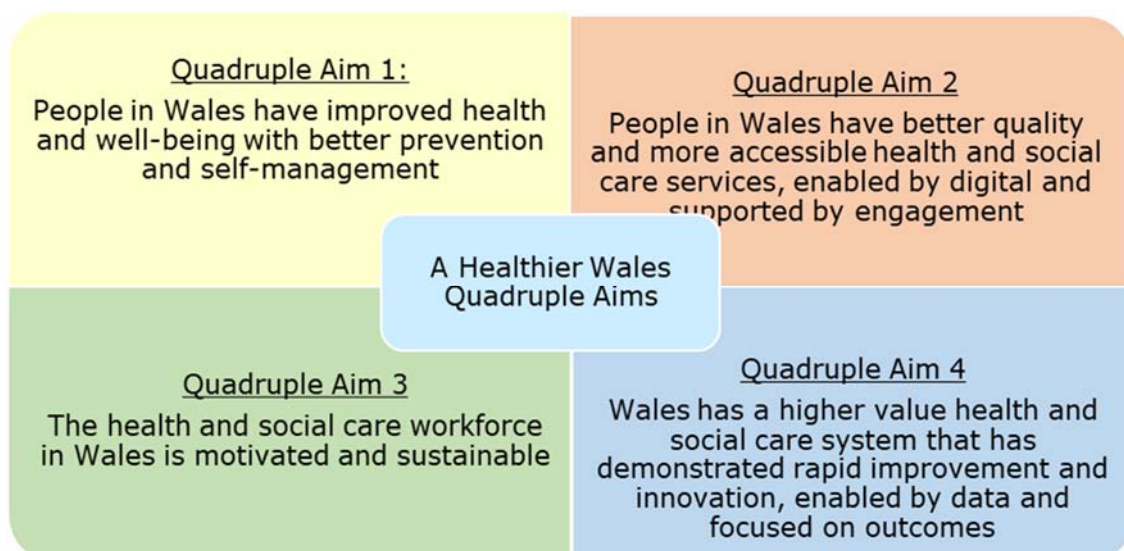 Quadruple Aim 1:
People in Wales have improved health
and well-being with better prevention
and self-management
Quadruple Aim 2
People in Wales have better quality
and more accessible health and social
care services, enabled by digital and
supported by engagement
A Healthier Wales
Quadruple Aims
Quadruple Aim 3
The health and social care workforce
in Wales is motivated and sustainable
Quadruple Aim 4
Wales has a higher value health and
social care system that has
demonstrated rapid improvement and
innovation, enabled by data and
focused on outcomes